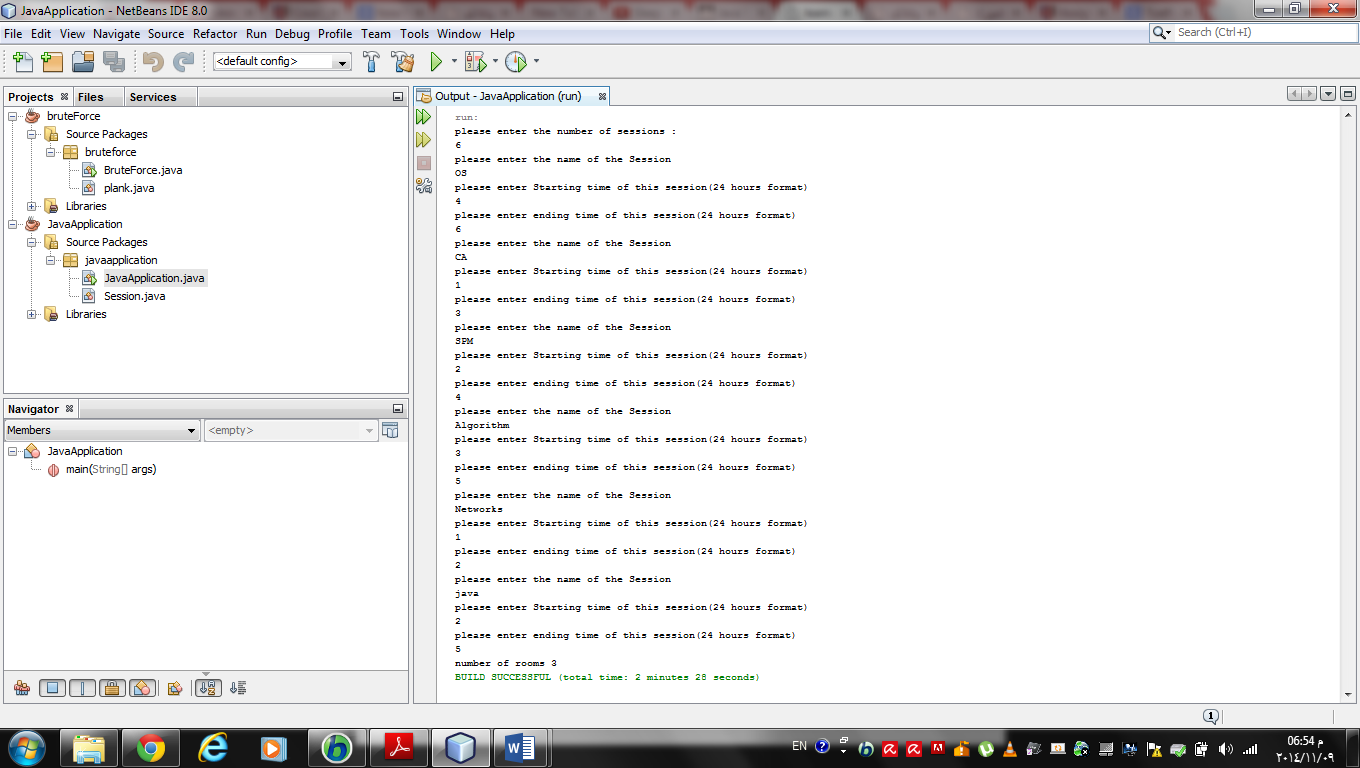 JavaApplication - NetBeans IDE 8.0
File Edit View Navigate Source Refactor Run Debug Profile Team Tools Window Help
Search (Ctrl+I)
<default config>
Projects Files Services
bruteForce
Source Packages
bruteforce
BruteForce.java
plank.java
Libraries
JavaApplication
Source Packages
javaapplication
JavaApplication.java
Session.java
Libraries
Navigator
Members
<empty>
JavaApplication
main(String[] args)
Output - JavaApplication (run)
run:
please enter the number of sessions :
6
please enter the name of the Session
OS
please enter Starting time of this session(24 hours format)
4
please enter ending time of this session(24 hours format)
6
please enter the name of the Session
CA
please enter Starting time of this session(24 hours format)
1
please enter ending time of this session(24 hours format)
3
please enter the name of the Session
SPM
please enter Starting time of this session(24 hours format)
2
please enter ending time of this session(24 hours format)
4
please enter the name of the Session
Algorithm
please enter Starting time of this session(24 hours format)
3
please enter ending time of this session(24 hours format)
5
please enter the name of the Session
Networks
please enter Starting time of this session(24 hours format)
1
please enter ending time of this session(24 hours format)
2
please enter the name of the Session
java
please enter Starting time of this session(24 hours format)
2
please enter ending time of this session(24 hours format)
5
number of rooms 3
BUILD SUCCESSFUL (total time: 2 minutes 28 seconds)
1
EN
06:54 م
٢٠١٤/١١/٠٩